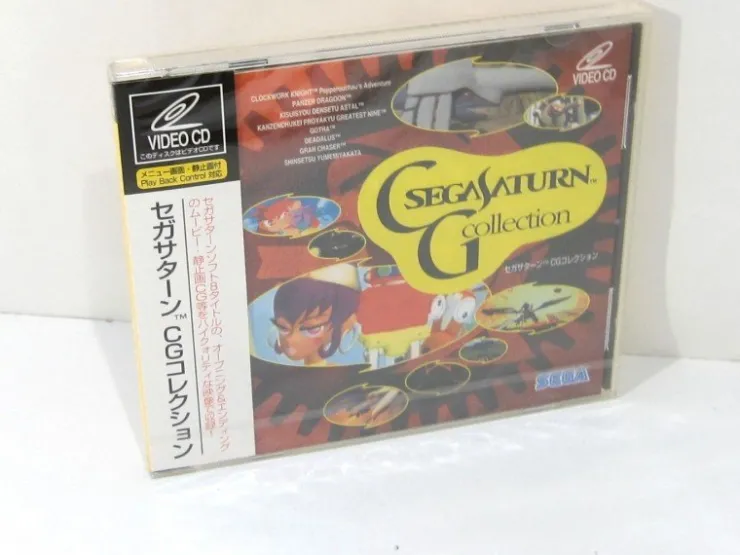 VIDEO CD
このディスクはビデオCDです
メニュー画面・静止画付
Play Back Control 対応
セガサターン™ CGコレクション
セガサターンソフト8タイトルの、オープニング&エンディング
のムービー、静止画CG等をハイクオリティな映像で収録!
CLOCKWORK KNIGHT™ Pepperouchau's Adventure
PANZER DRAGOON™
KISUISYOU DENSETU ASTAL™
KANZENCHUKEI PROYAKYU GREATEST NINE™
GOTHA™
DEADALUS™
GRAN CHASER™
SHINSETSU YUMEMIYAKATA
VIDEO CD
SEGA SATURN™
CG collection
セガサターン™ CGコレクション
SEGA